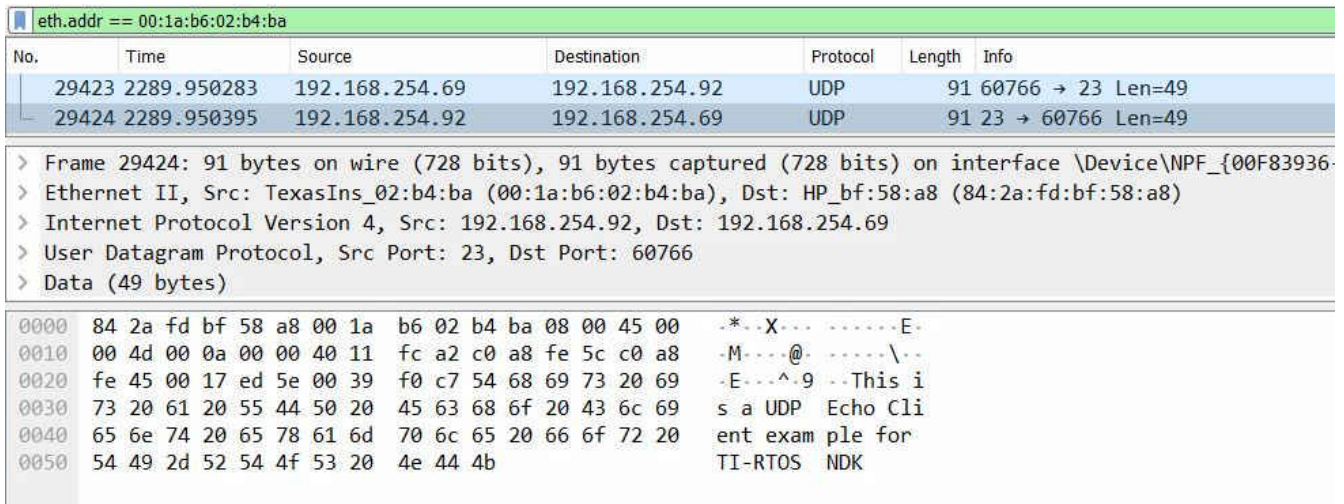 eth.addr == 00:1a:b6:02:b4:ba
No. Time Source Destination Protocol Length Info
29423 2289.950283 192.168.254.69 192.168.254.92 UDP 91 60766 → 23 Len=49
29424 2289.950395 192.168.254.92 192.168.254.69 UDP 91 23 → 60766 Len=49
> Frame 29424: 91 bytes on wire (728 bits), 91 bytes captured (728 bits) on interface \Device\NPF_{00F83936-
> Ethernet II, Src: TexasIns_02:b4:ba (00:1a:b6:02:b4:ba), Dst: HP_bf:58:a8 (84:2a:fd:bf:58:a8)
> Internet Protocol Version 4, Src: 192.168.254.92, Dst: 192.168.254.69
> User Datagram Protocol, Src Port: 23, Dst Port: 60766
> Data (49 bytes)
0000 84 2a fd bf 58 a8 00 1a b6 02 b4 ba 08 00 45 00 ·*··X··· ······E·
0010 00 4d 00 0a 00 00 40 11 fc a2 c0 a8 fe 5c c0 a8 ·M····@· ·····\··
0020 fe 45 00 17 ed 5e 00 39 f0 c7 54 68 69 73 20 69 ·E···^·9 ··This i
0030 73 20 61 20 55 44 50 20 45 63 68 6f 20 43 6c 69 s a UDP Echo Cli
0040 65 6e 74 20 65 78 61 6d 70 6c 65 20 66 6f 72 20 ent exam ple for
0050 54 49 2d 52 54 4f 53 20 4e 44 4b TI-RTOS NDK